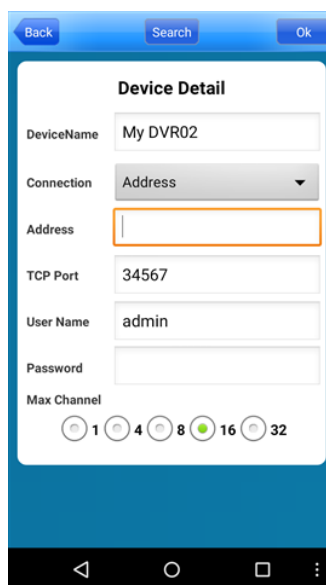 Back Search Ok
Device Detail
DeviceName My DVR02
Connection Address
Address
TCP Port 34567
User Name admin
Password
Max Channel
1 4 8 16 32